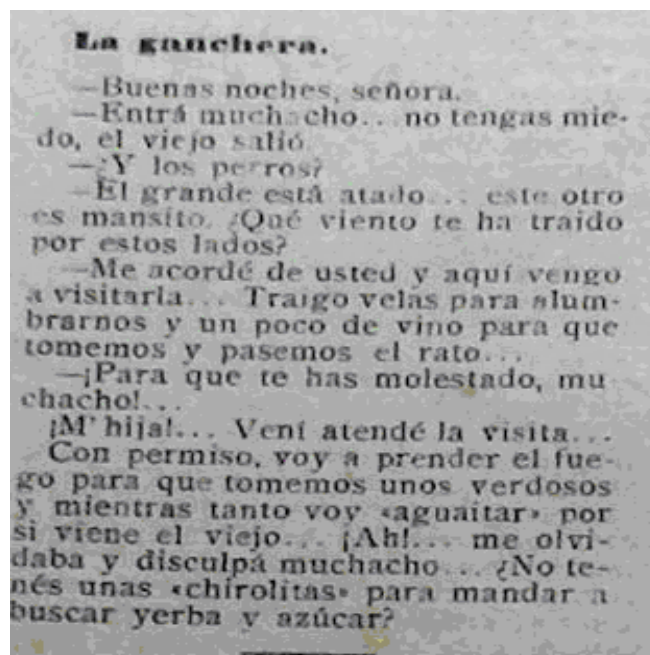 La ganchera.
—Buenas noches, señora.
—Entrá muchacho... no tengas mie-
do, el viejo salió.
—¿Y los perros?
—El grande está atado... este otro
es mansito. ¿Qué viento te ha traido
por estos lados?
—Me acordé de usted y aquí vengo
a visitarla... Traigo velas para alum-
brarnos y un poco de vino para que
tomemos y pasemos el rato...
—¡Para que te has molestado, mu
chacho!...
¡M'hija!... Vení atendé la visita...
Con permiso, voy a prender el fue-
go para que tomemos unos verdosos
y mientras tanto voy «aguaitar» por
si viene el viejo... ¡Ah!... me olvi-
daba y disculpá muchacho... ¿No te-
nés unas «chirolitas» para mandar a
buscar yerba y azúcar?